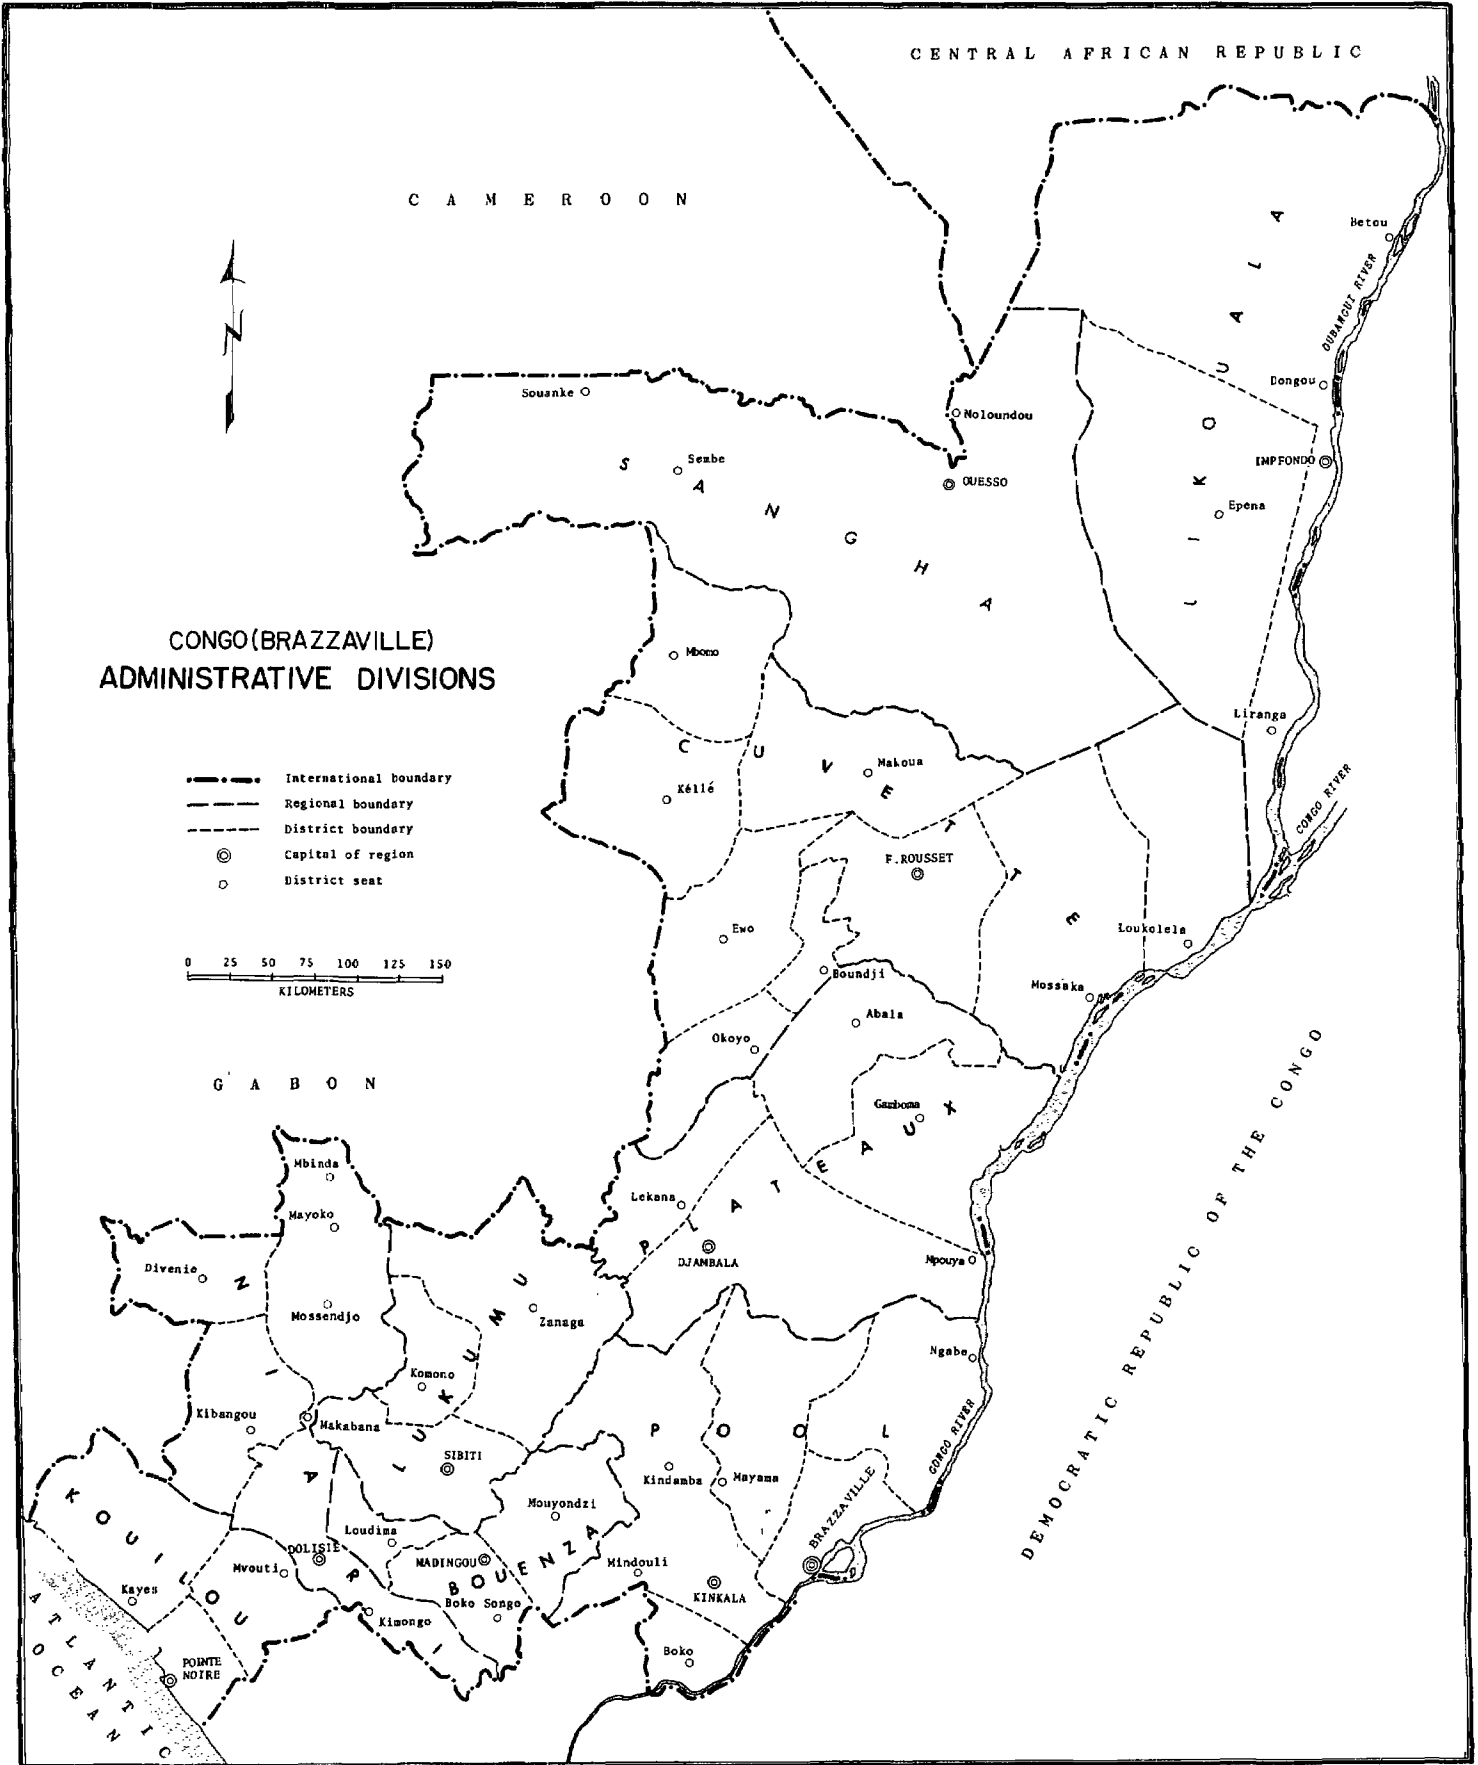 CENTRAL AFRICAN REPUBLIC
CAMEROON
N
Betou
OUBANGUI RIVER
LIKOUALA
Dongou
Souanke
Noloundou
IMPFONDO
Sembe
OUESSO
Epena
SANGHA
CONGO (BRAZZAVILLE)
ADMINISTRATIVE DIVISIONS
Mbomo
Liranga
CUVETTE
Makoua
International boundary
Regional boundary
District boundary
Capital of region
District seat
Kéllé
CONGO RIVER
F.ROUSSET
Ewo
Loukolela
0 25 50 75 100 125 150
KILOMETERS
Boundji
Mossaka
Abala
Okoyo
GABON
Gamboma
DEMOCRATIC REPUBLIC OF THE CONGO
Mbinda
Lekana
PLATEAUX
Mayoko
DJAMBALA
Mpouya
Divenie
NIARI
Mossendjo
LUKUUMU
Zanaga
Ngabe
Komono
Kibangou
Makabana
POOL
CONGO RIVER
SIBITI
Kindamba
Mayama
KOUILOU
Mouyondzi
BRAZZAVILLE
Loudima
DOLISIE
MADINGOU
BOUENZA
Mvouti
Mindouli
Kayes
KINKALA
Boko Songo
Kimongo
Boko
POINTE
NOIRE
ATLANTIC
OCEAN